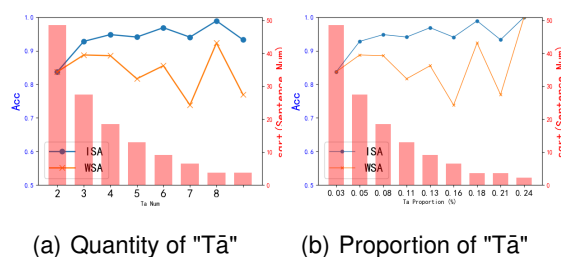 1.0
0.9
0.8
0.7
0.6
0.5
Acc
ISA
WSA
2 3 4 5 6 7 8
Ta Num
50
40
30
20
10
0
sqrt(Sentence Num)
1.0
0.9
0.8
0.7
0.6
0.5
Acc
ISA
WSA
0.03 0.05 0.08 0.11 0.13 0.16 0.18 0.21 0.24
Ta Proportion (%)
50
40
30
20
10
0
sqrt(Sentence Num)
(a) Quantity of "Tā"
(b) Proportion of "Tā"